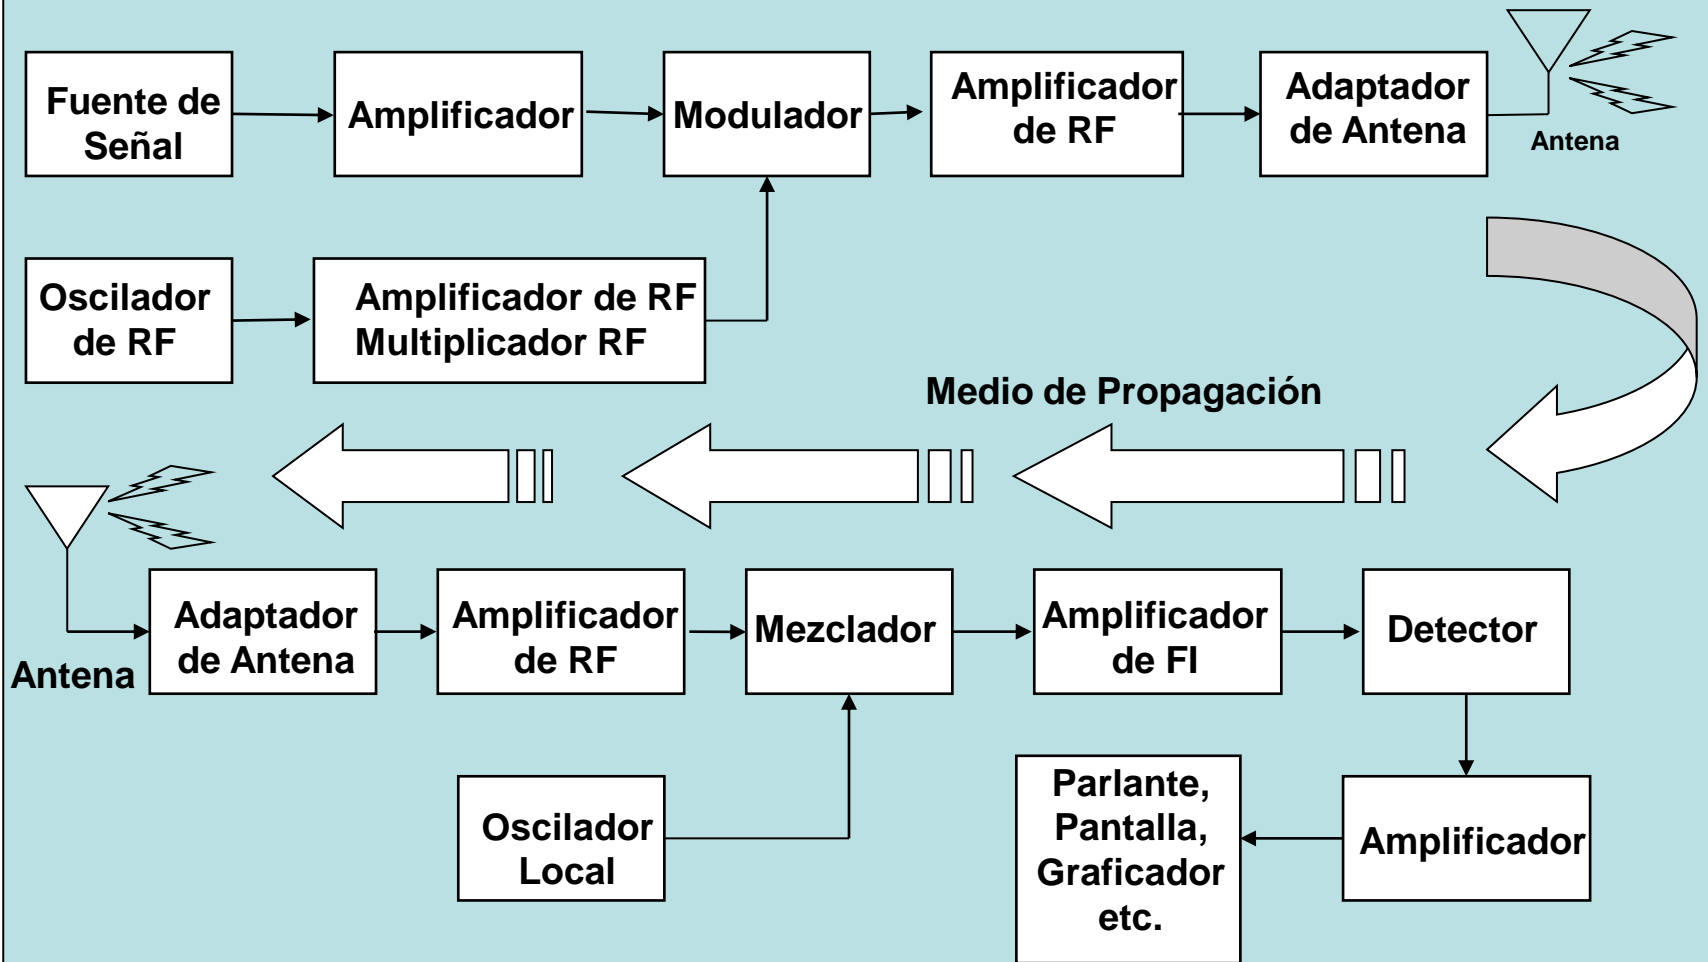 Fuente de
Señal
Amplificador
Modulador
Amplificador
de RF
Adaptador
de Antena
Antena
Oscilador
de RF
Amplificador de RF
Multiplicador RF
Medio de Propagación
Antena
Adaptador
de Antena
Amplificador
de RF
Mezclador
Amplificador
de FI
Detector
Oscilador
Local
Parlante,
Pantalla,
Graficador
etc.
Amplificador